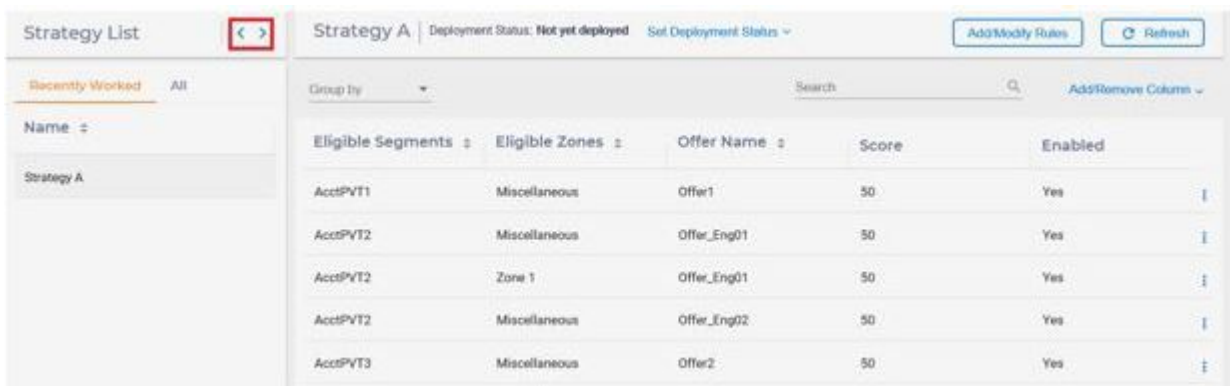 Strategy List < >
Strategy A Deployment Status: Not yet deployed Set Deployment Status Add/Modify Rules Refresh
Recently Worked All
Group by Search Add/Remove Column
Name
Eligible Segments Eligible Zones Offer Name Score Enabled
Strategy A
AcctPVT1 Miscellaneous Offer1 50 Yes
AcctPVT2 Miscellaneous Offer_Eng01 50 Yes
AcctPVT2 Zone 1 Offer_Eng01 50 Yes
AcctPVT2 Miscellaneous Offer_Eng02 50 Yes
AcctPVT3 Miscellaneous Offer2 50 Yes